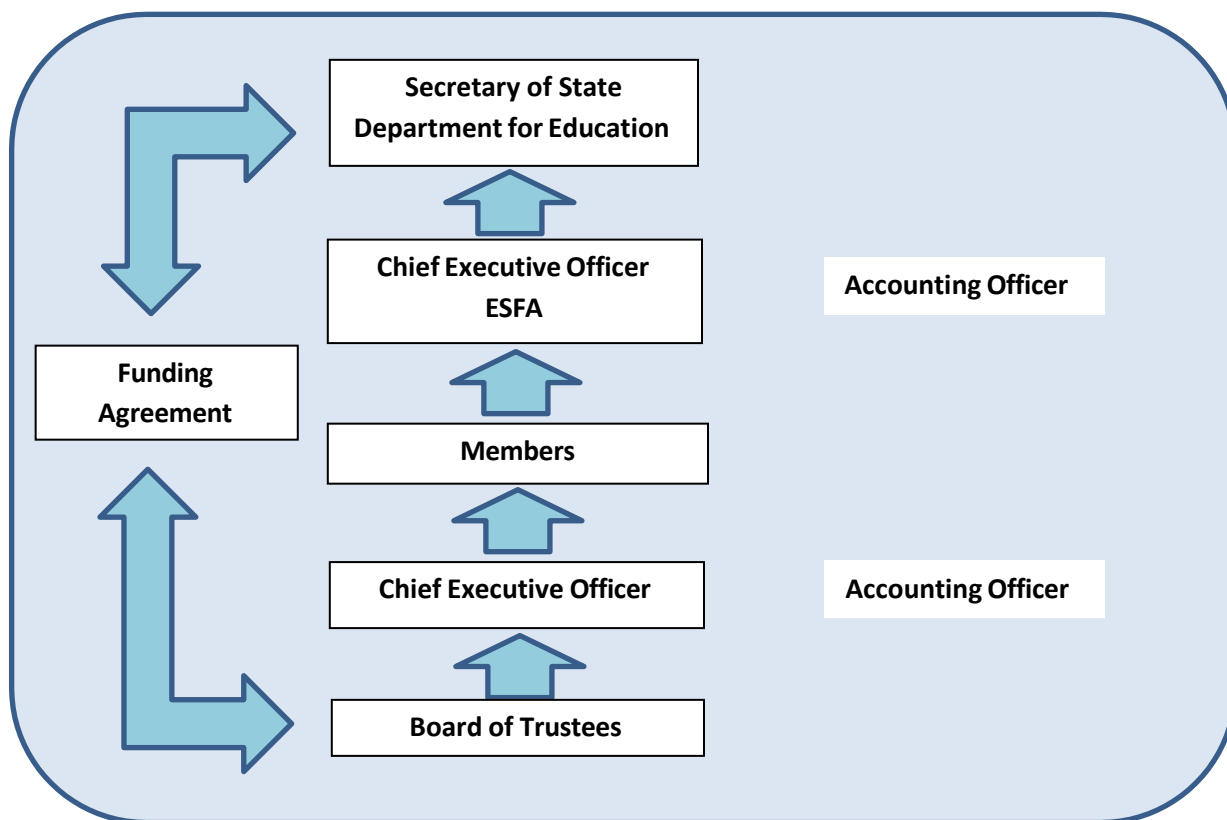 Secretary of State
Department for Education
Chief Executive Officer
ESFA
Accounting Officer
Funding
Agreement
Members
Chief Executive Officer
Accounting Officer
Board of Trustees